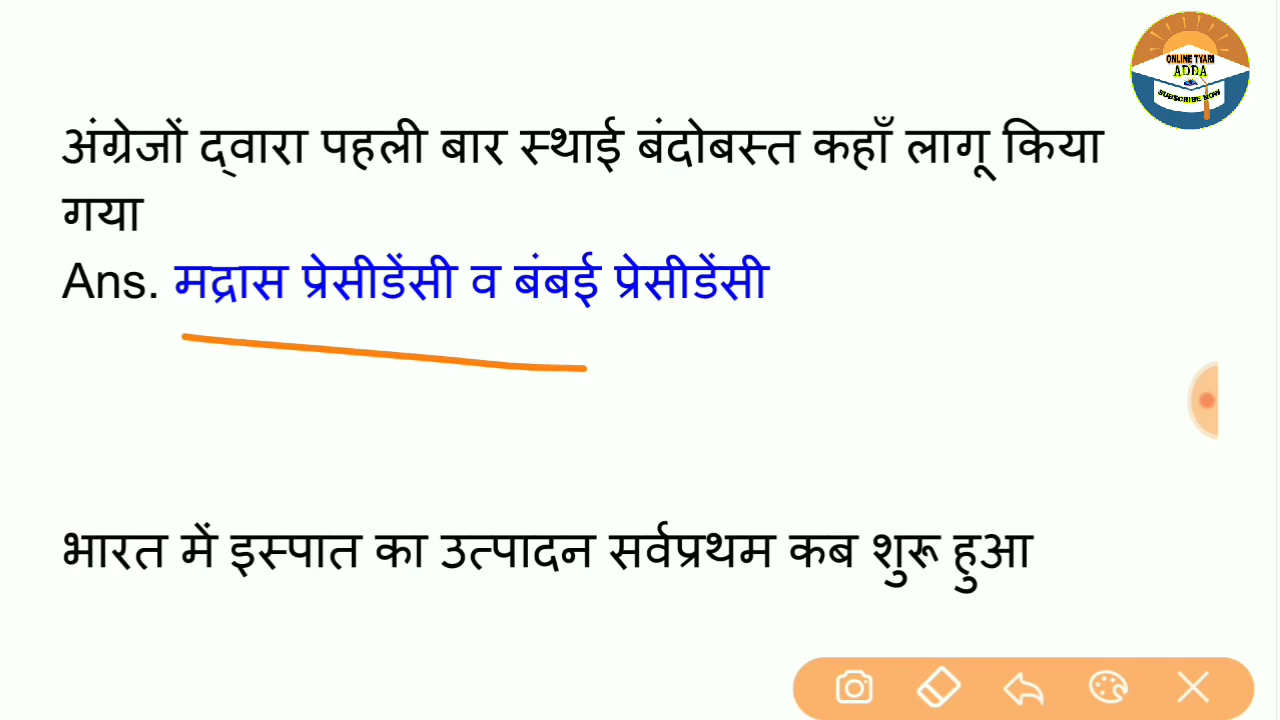 ONLINE TYARI
ADDA
SUBSCRIBE NOW
अंग्रेजों द्वारा पहली बार स्थाई बंदोबस्त कहाँ लागू किया
गया
Ans. मद्रास प्रेसीडेंसी व बंबई प्रेसीडेंसी
भारत में इस्पात का उत्पादन सर्वप्रथम कब शुरू हुआ